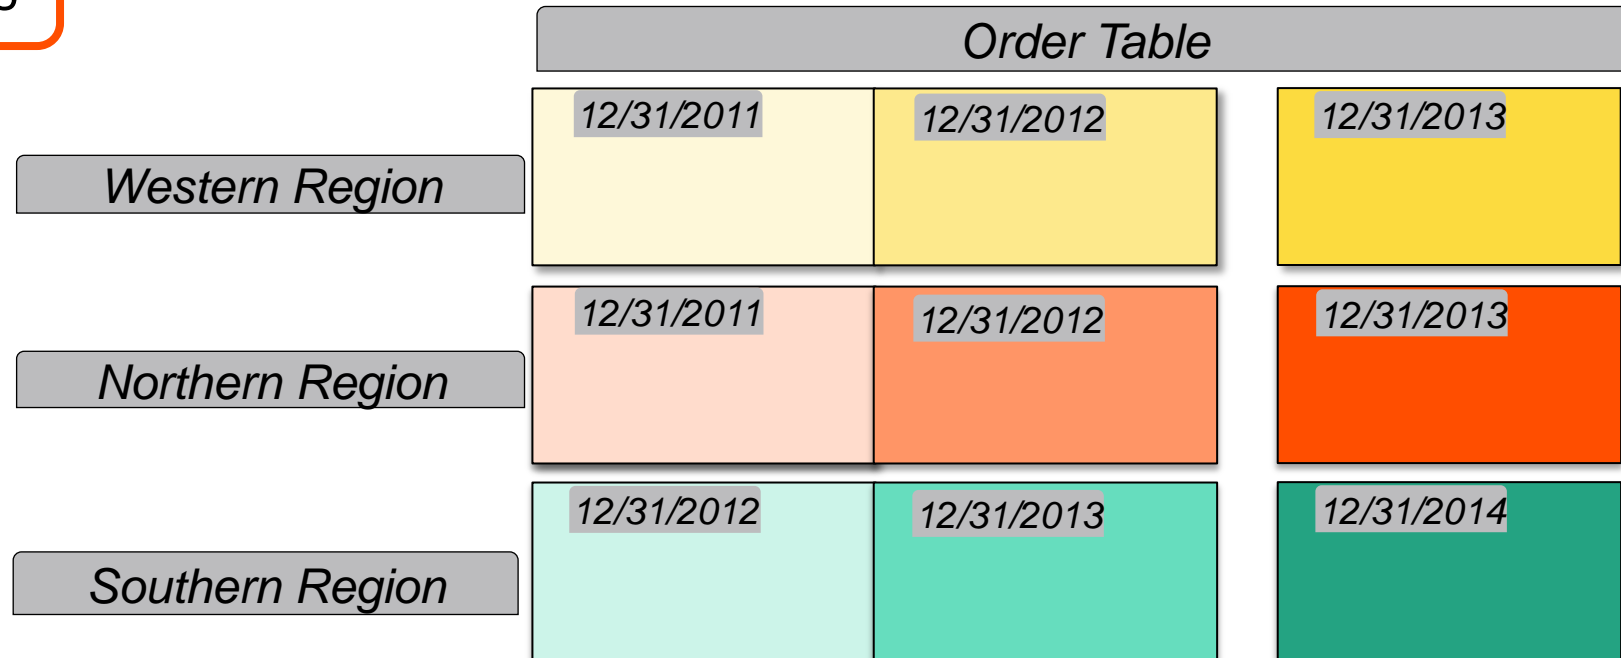 Order Table
12/31/2011 12/31/2012 12/31/2013
Western Region
12/31/2011 12/31/2012 12/31/2013
Northern Region
12/31/2012 12/31/2013 12/31/2014
Southern Region